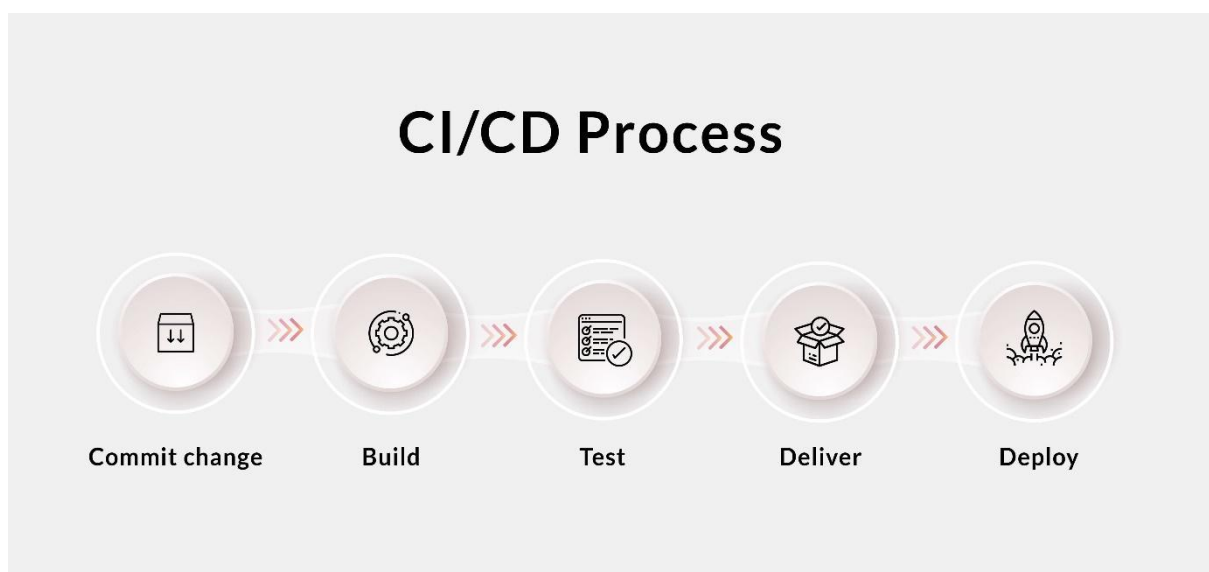 CI/CD Process
Commit change
Build
Test
Deliver
Deploy